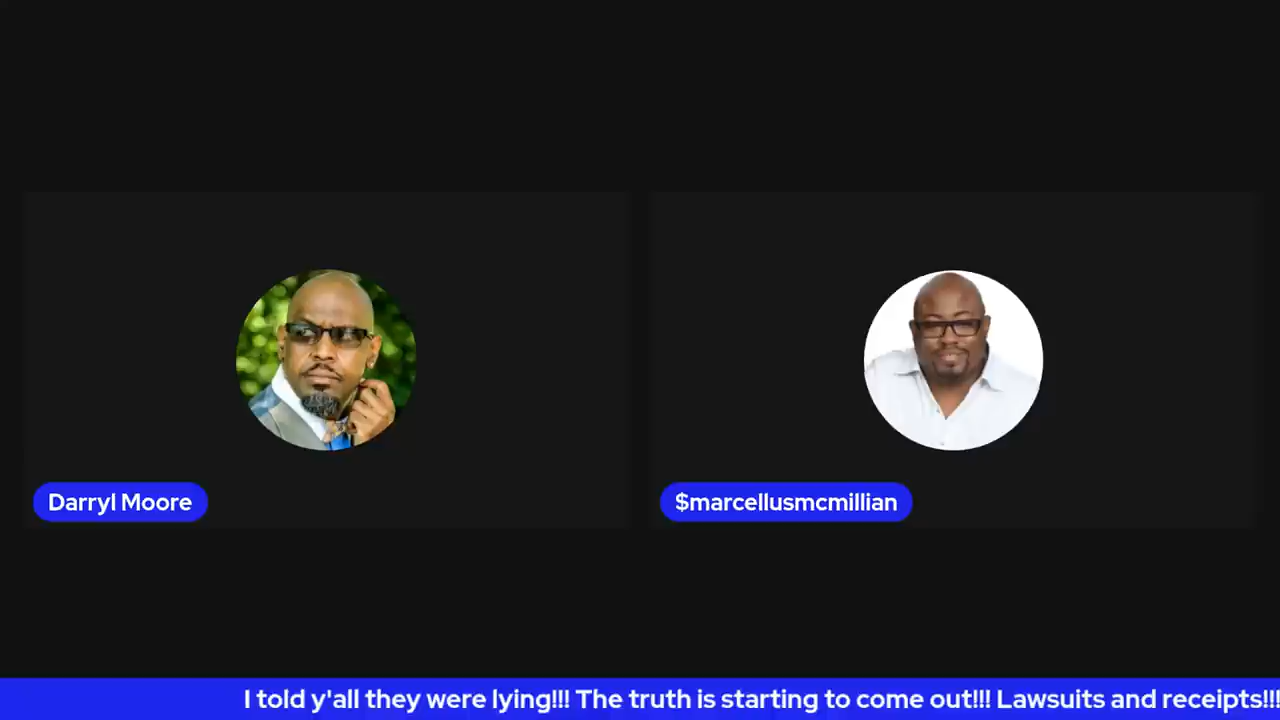 Darryl Moore
$marcellusmcmillian
I told y'all they were lying!!! The truth is starting to come out!!! Lawsuits and receipts!!!